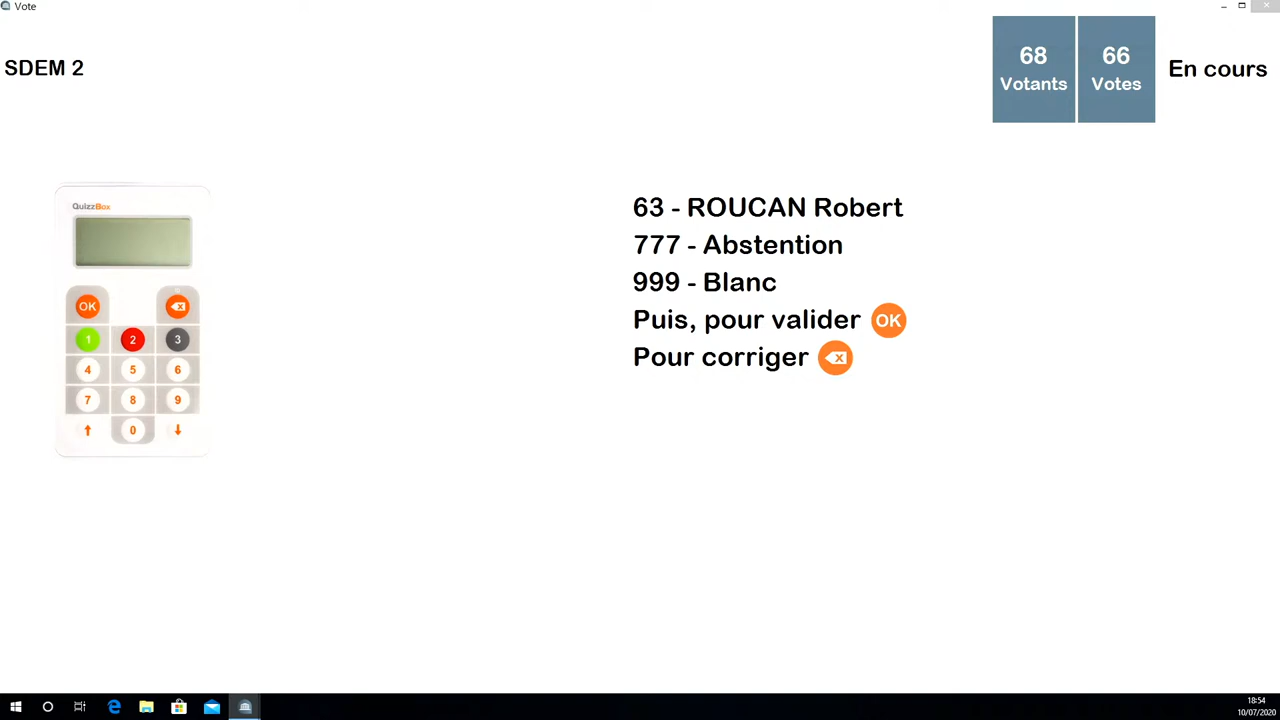 Vote
SDEM 2
68
Votants
66
Votes
En cours
QuizzBox
OK
1 2 3
4 5 6
7 8 9
0
63 - ROUCAN Robert
777 - Abstention
999 - Blanc
Puis, pour valider OK
Pour corriger
18:54
10/07/2020